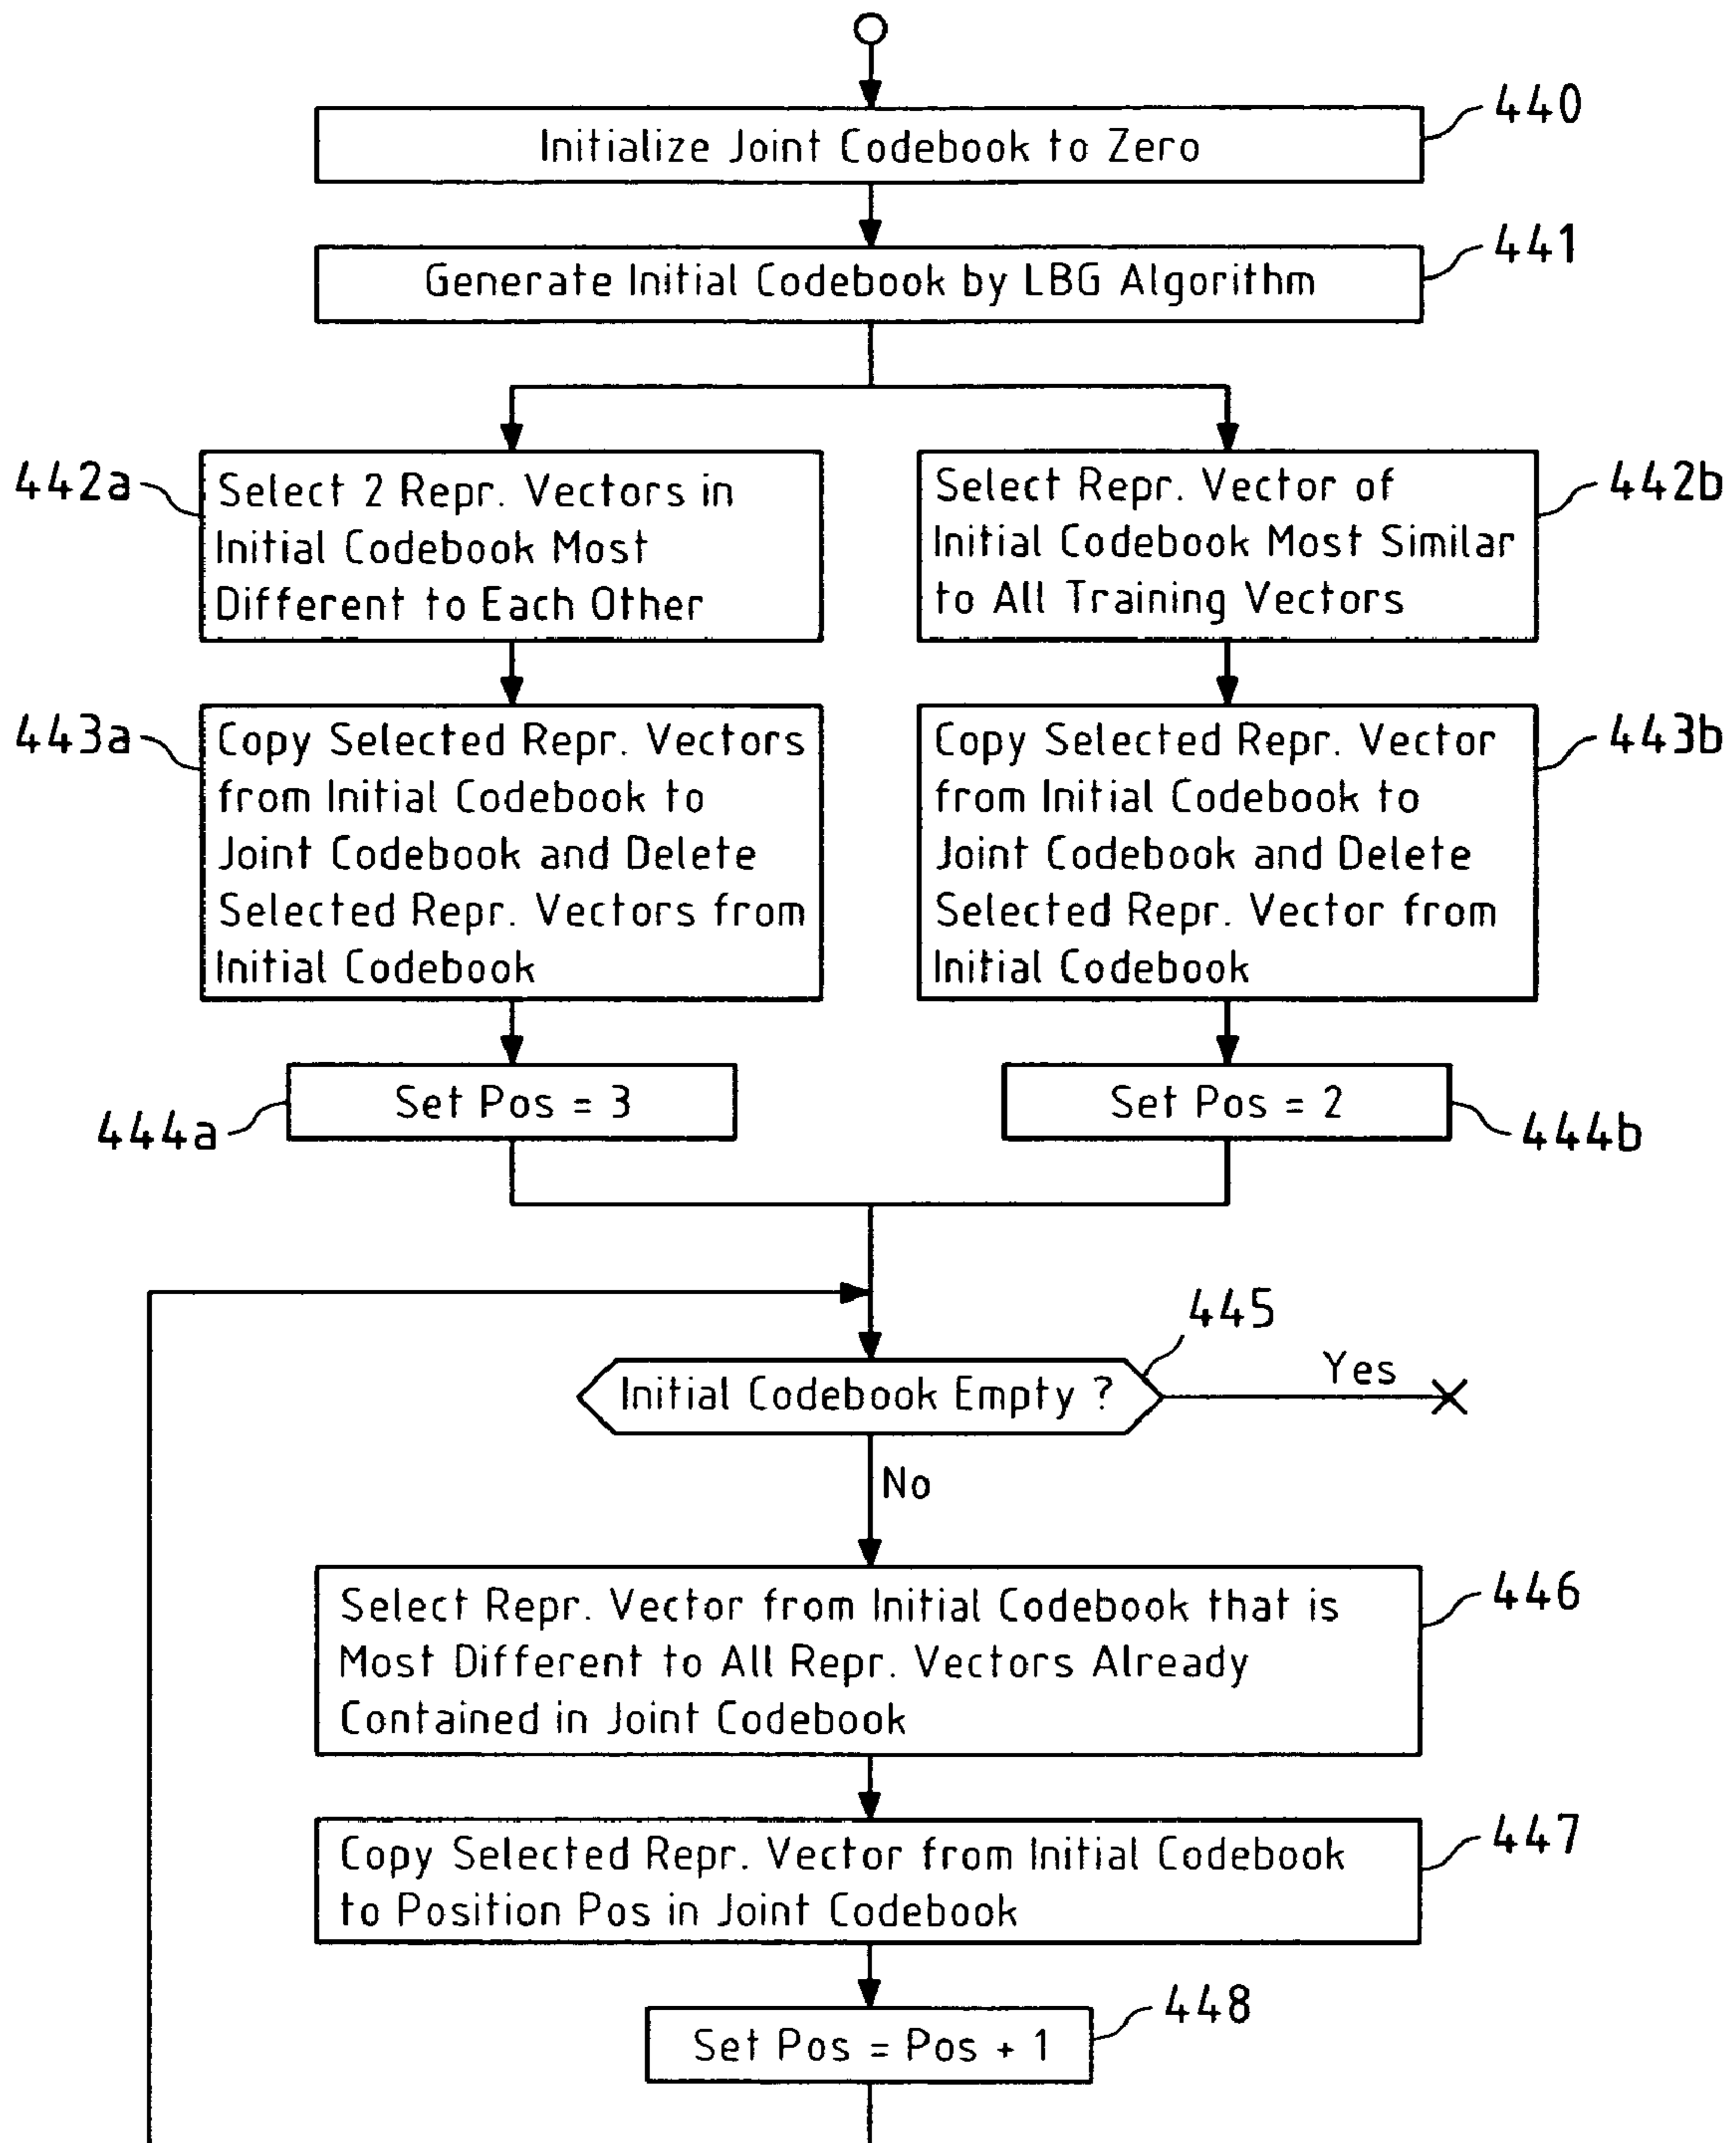 Initialize Joint Codebook to Zero
440
Generate Initial Codebook by LBG Algorithm
441
442a
Select 2 Repr. Vectors in
Initial Codebook Most
Different to Each Other
Select Repr. Vector of
Initial Codebook Most Similar
to All Training Vectors
442b
443a
Copy Selected Repr. Vectors
from Initial Codebook to
Joint Codebook and Delete
Selected Repr. Vectors from
Initial Codebook
Copy Selected Repr. Vector
from Initial Codebook to
Joint Codebook and Delete
Selected Repr. Vector from
Initial Codebook
443b
444a
Set Pos = 3
Set Pos = 2
444b
445
Initial Codebook Empty ?
Yes
No
Select Repr. Vector from Initial Codebook that is
Most Different to All Repr. Vectors Already
Contained in Joint Codebook
446
Copy Selected Repr. Vector from Initial Codebook
to Position Pos in Joint Codebook
447
Set Pos = Pos + 1
448